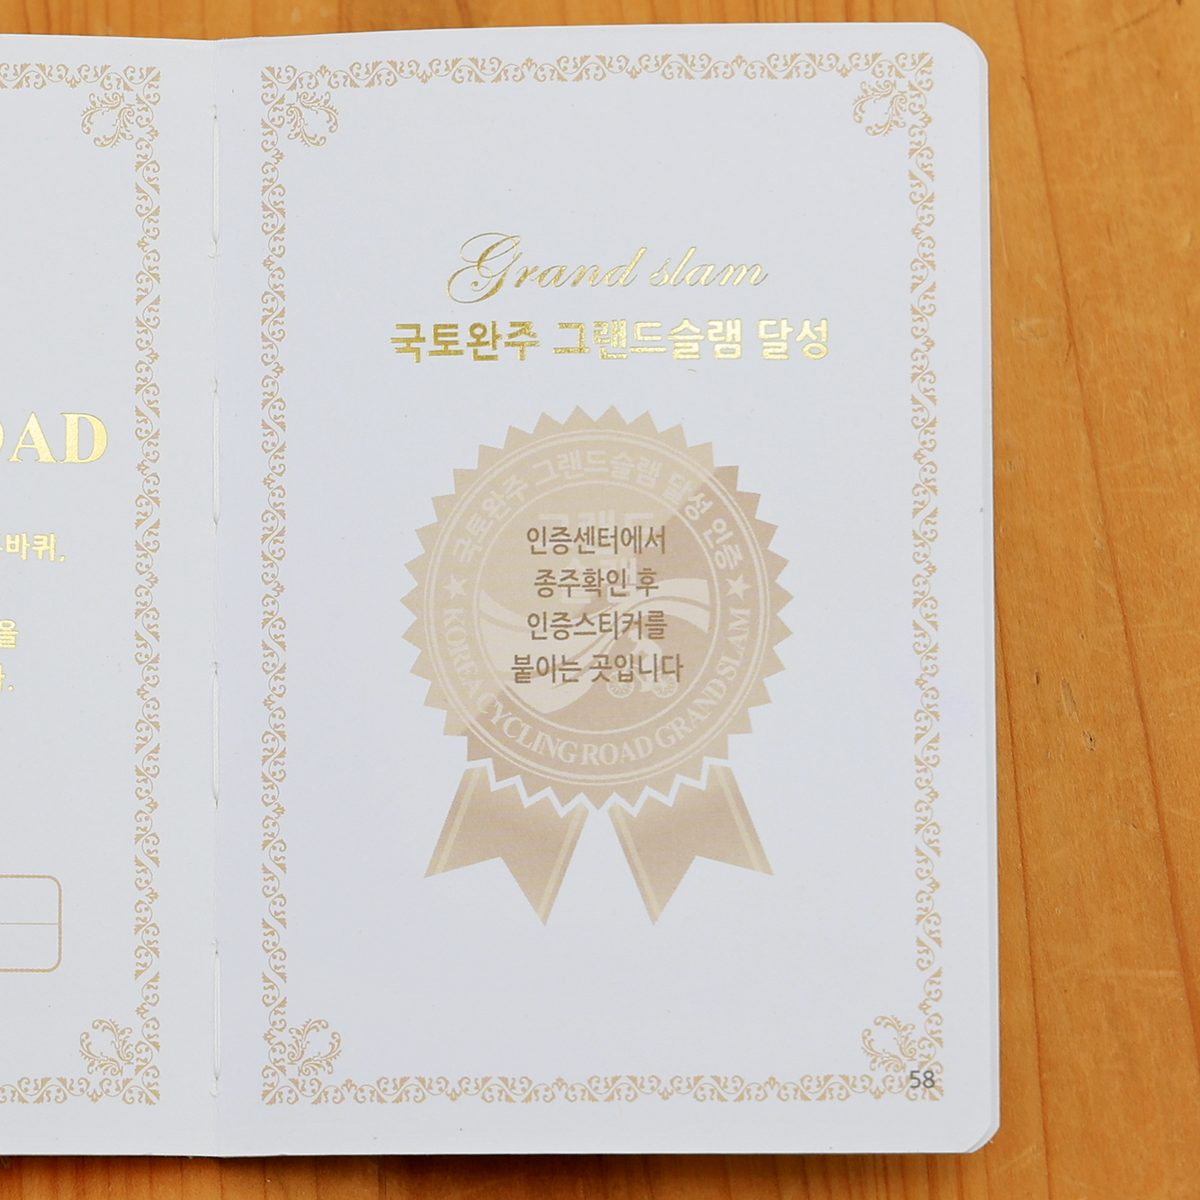 OAD
바퀴,
을
Grand slam
국토완주 그랜드슬램 달성
국토완주 그랜드슬램 달성 인증
인증센터에서
종주확인 후
인증스티커를
붙이는 곳입니다
★ KOREA CYCLING ROAD GRAND SLAM ★
58